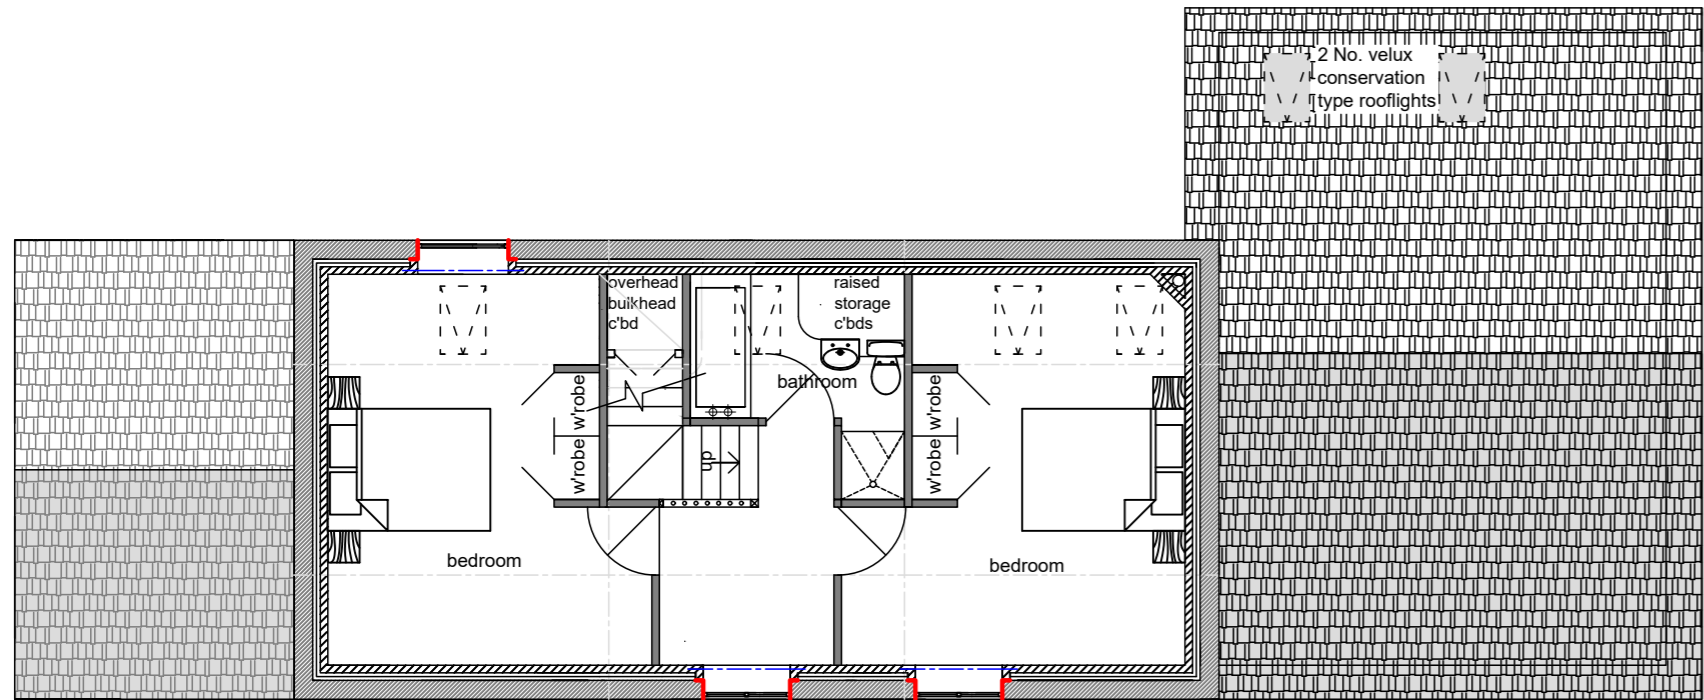 2 No. velux
conservation
type rooflights
overhead
bulkhead
c'bd
raised
storage
c'bds
bathroom
w'robe
w'robe
up
w'robe
w'robe
bedroom
bedroom